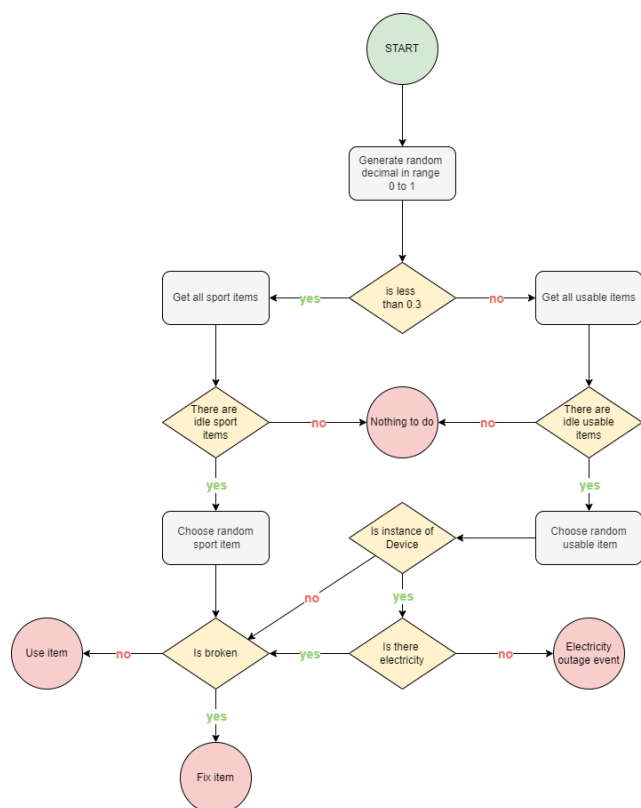 START
Generate random
decimal in range
0 to 1
Get all sport items
yes
is less
than 0.3
no
Get all usable items
There are
idle sport
items
no
Nothing to do
no
There are
idle usable
items
yes
yes
Choose random
sport item
Is instance of
Device
Choose random
usable item
no
yes
Use item
no
Is broken
yes
Is there
electricity
no
Electricity
outage event
yes
Fix item